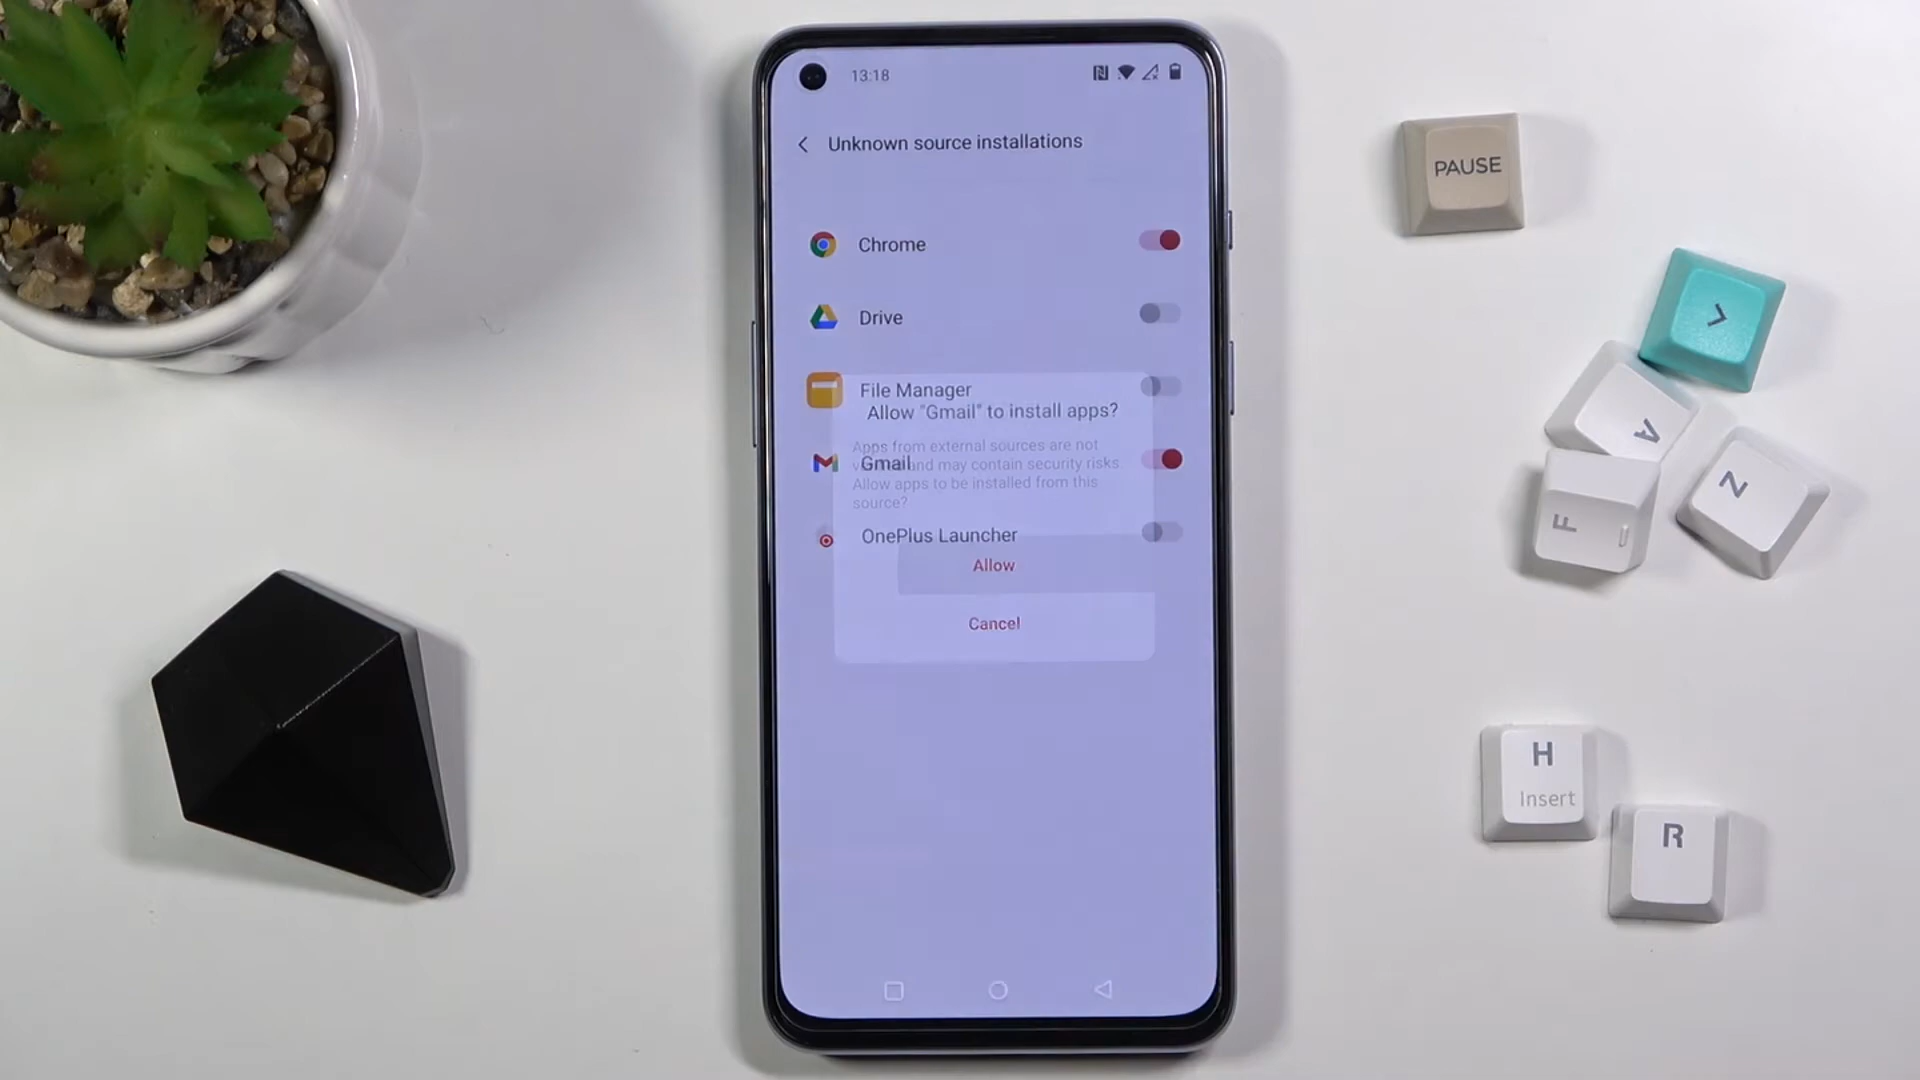 13:18
Unknown source installations
Chrome
Drive
File Manager
Allow "Gmail" to install apps?
Apps from external sources are not
Gmail and may contain security risks.
Allow apps to be installed from this
source?
OnePlus Launcher
Allow
Cancel
PAUSE
>
A
F
Z
H
Insert
R